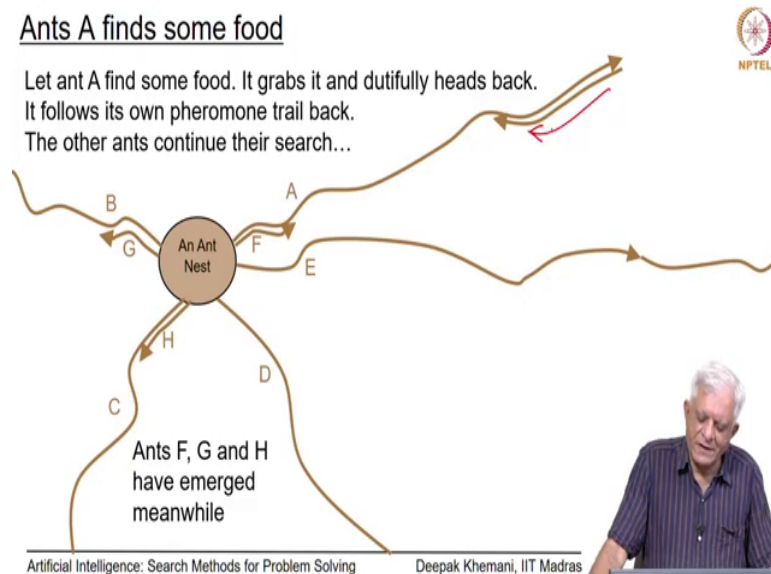 Ants A finds some food
NPTEL
Let ant A find some food. It grabs it and dutifully heads back.
It follows its own pheromone trail back.
The other ants continue their search...
B
A
G
An Ant
Nest
F
E
H
D
C
Ants F, G and H
have emerged
meanwhile
Artificial Intelligence: Search Methods for Problem Solving
Deepak Khemani, IIT Madras